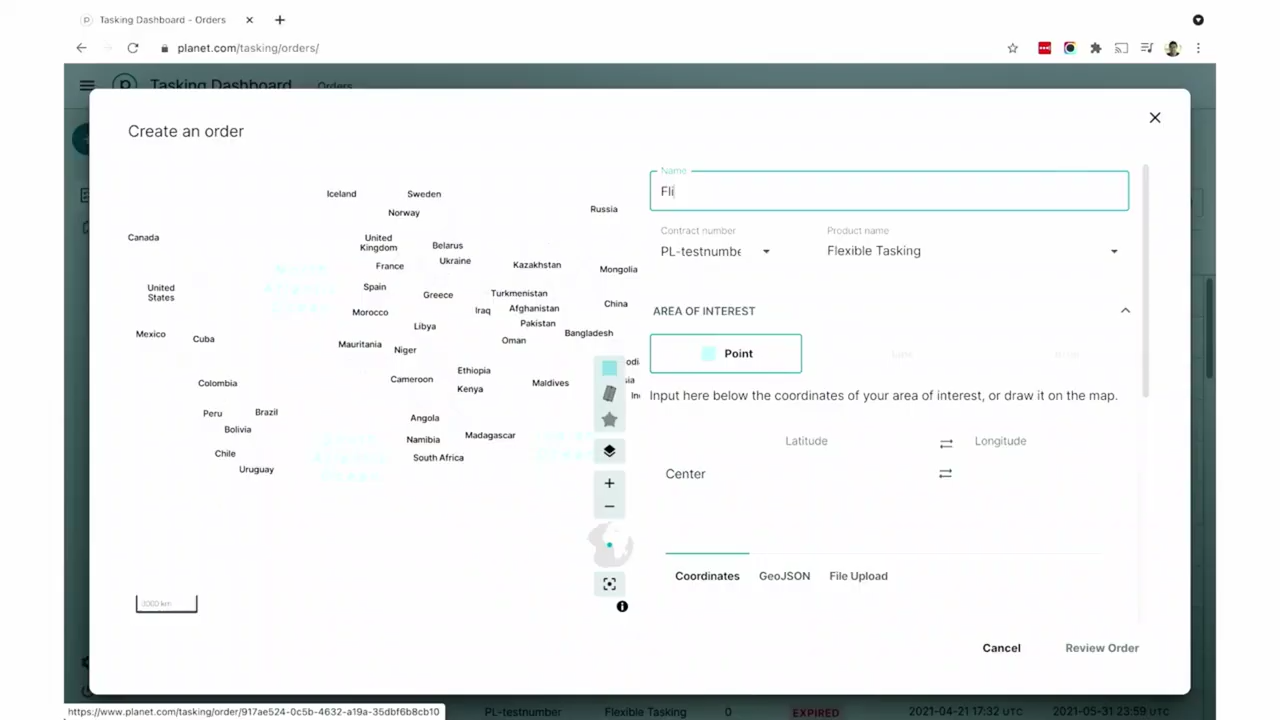 Tasking Dashboard - Orders
planet.com/tasking/orders/
Tasking Dashboard
Orders
Create an order
Iceland
Sweden
Norway
Russia
Canada
United Kingdom
Belarus
Ukraine
France
Kazakhstan
Mongolia
United States
Spain
Greece
Turkmenistan
China
Morocco
Iraq
Afghanistan
Pakistan
Mexico
Cuba
Libya
Bangladesh
Mauritania
Niger
Oman
Colombia
Cameroon
Ethiopia
Kenya
Maldives
Peru
Brazil
Bolivia
Angola
Chile
Namibia
Madagascar
Uruguay
South Africa
3000 km
Name
Fli
Contract number
PL-testnumbe
Product name
Flexible Tasking
AREA OF INTEREST
Point
Input here below the coordinates of your area of interest, or draw it on the map.
Latitude
Longitude
Center
Coordinates
GeoJSON
File Upload
Cancel
Review Order
https://www.planet.com/tasking/order/917ae524-0c5b-4632-a19a-35dbf6b8cb10
PL-testnumber
Flexible Tasking
0
EXPIRED
2021-04-21 17:32 UTC
2021-05-31 23:59 UTC